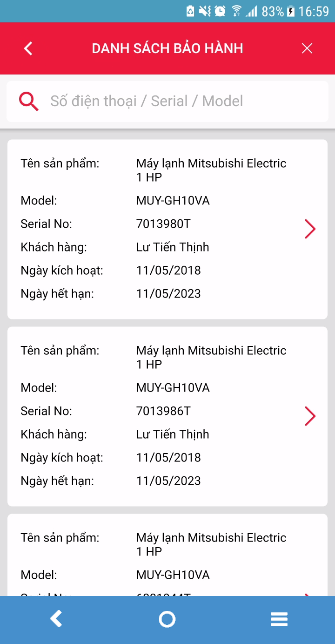 83% 16:59
DANH SÁCH BẢO HÀNH
Số điện thoại / Serial / Model
Tên sản phẩm: Máy lạnh Mitsubishi Electric
1 HP
Model: MUY-GH10VA
Serial No: 7013980T
Khách hàng: Lư Tiến Thịnh
Ngày kích hoạt: 11/05/2018
Ngày hết hạn: 11/05/2023
Tên sản phẩm: Máy lạnh Mitsubishi Electric
1 HP
Model: MUY-GH10VA
Serial No: 7013986T
Khách hàng: Lư Tiến Thịnh
Ngày kích hoạt: 11/05/2018
Ngày hết hạn: 11/05/2023
Tên sản phẩm: Máy lạnh Mitsubishi Electric
1 HP
Model: MUY-GH10VA